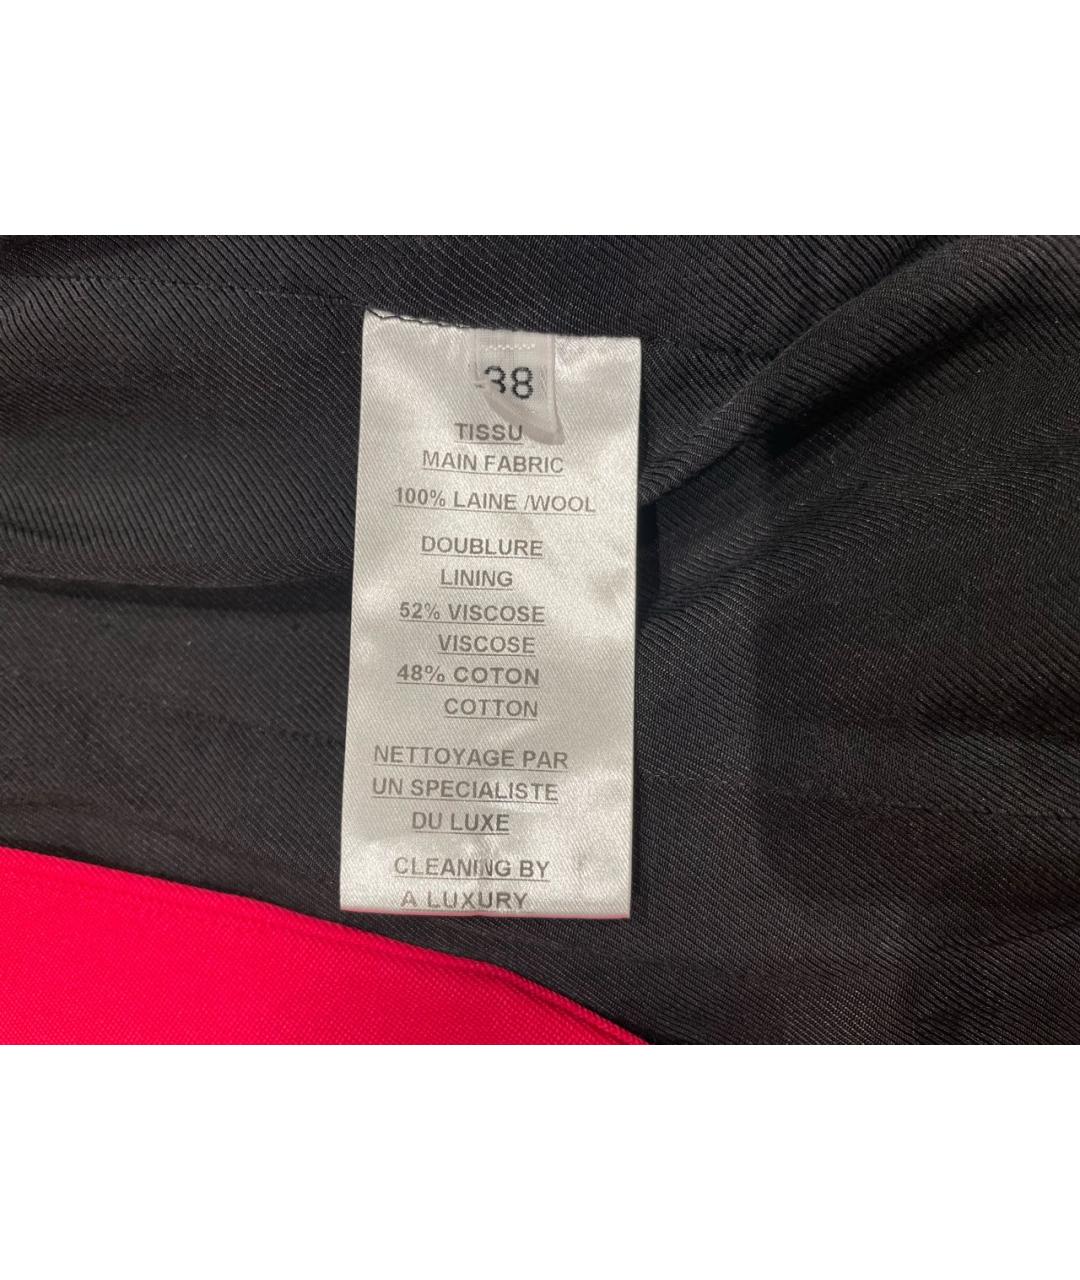 38
TISSU
MAIN FABRIC
100% LAINE /WOOL
DOUBLURE
LINING
52% VISCOSE
VISCOSE
48% COTON
COTTON
NETTOYAGE PAR
UN SPECIALISTE
DU LUXE
CLEANING BY
A LUXURY